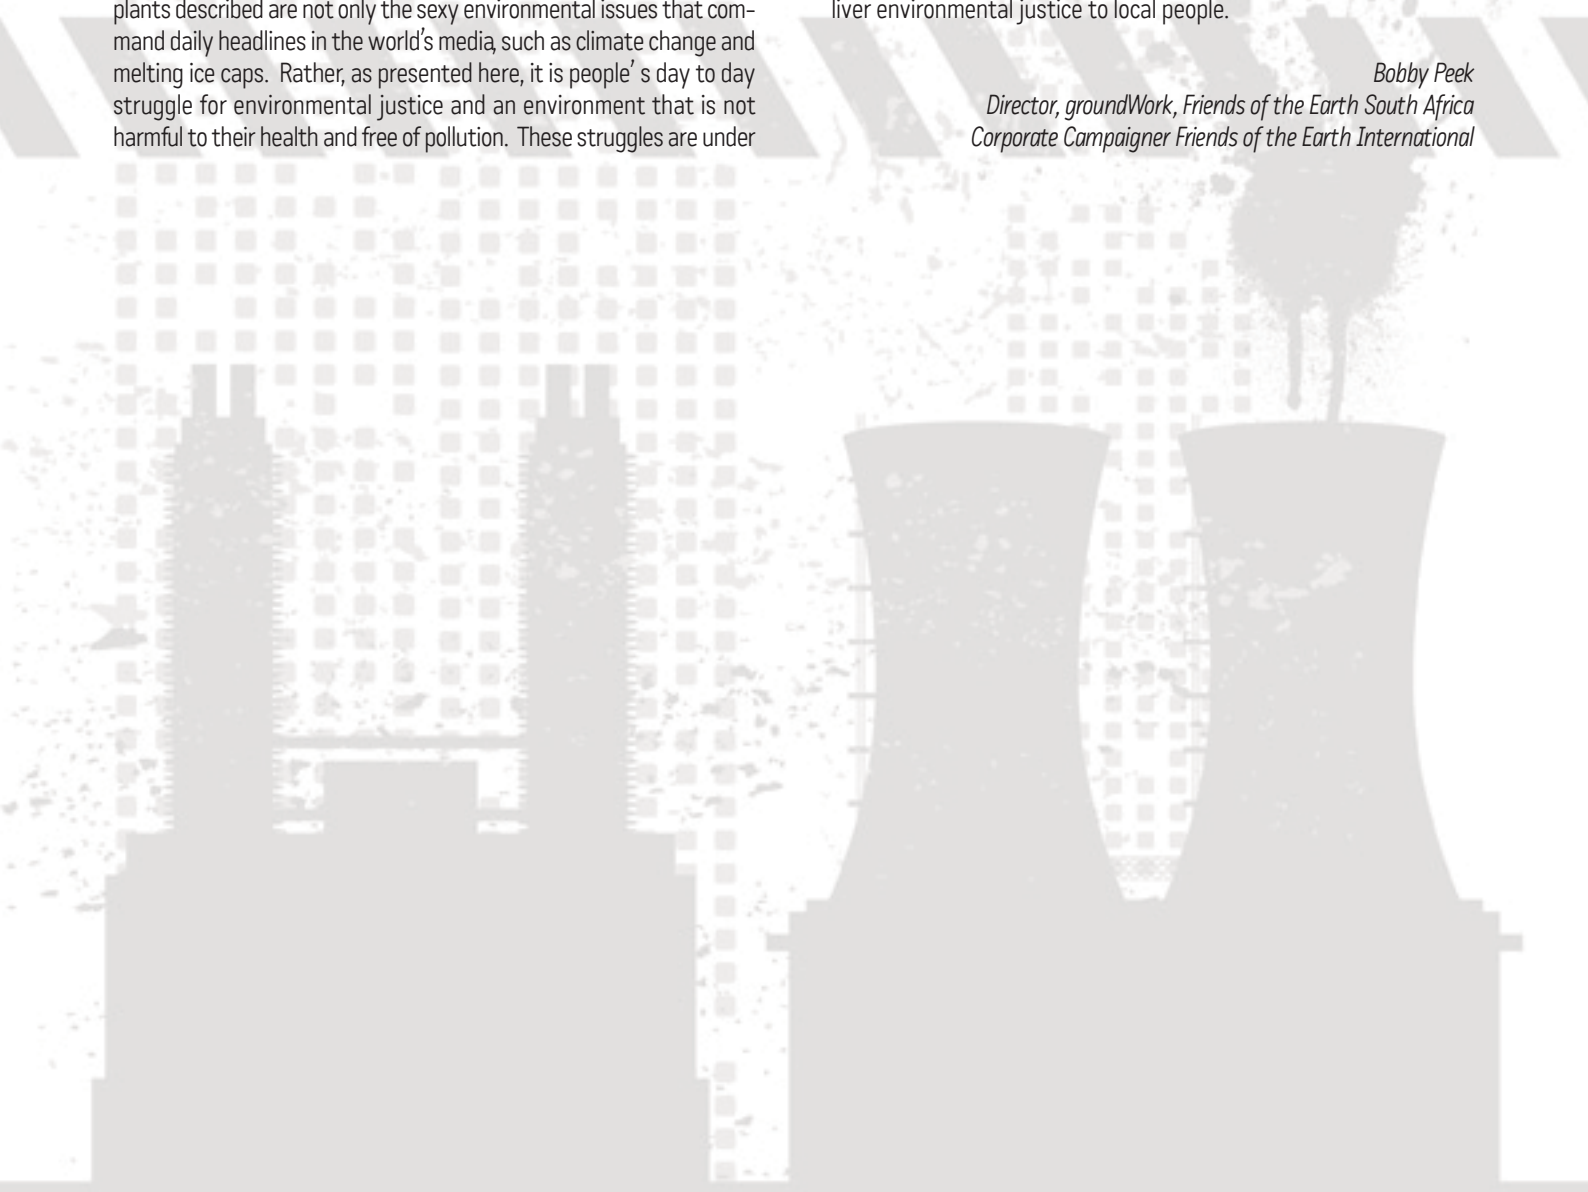 plants described are not only the sexy environmental issues that com-
mand daily headlines in the world's media, such as climate change and
melting ice caps.  Rather, as presented here, it is people' s day to day
struggle for environmental justice and an environment that is not
harmful to their health and free of pollution.  These struggles are under
liver environmental justice to local people.
Bobby Peek
Director, groundWork, Friends of the Earth South Africa
Corporate Campaigner Friends of the Earth International